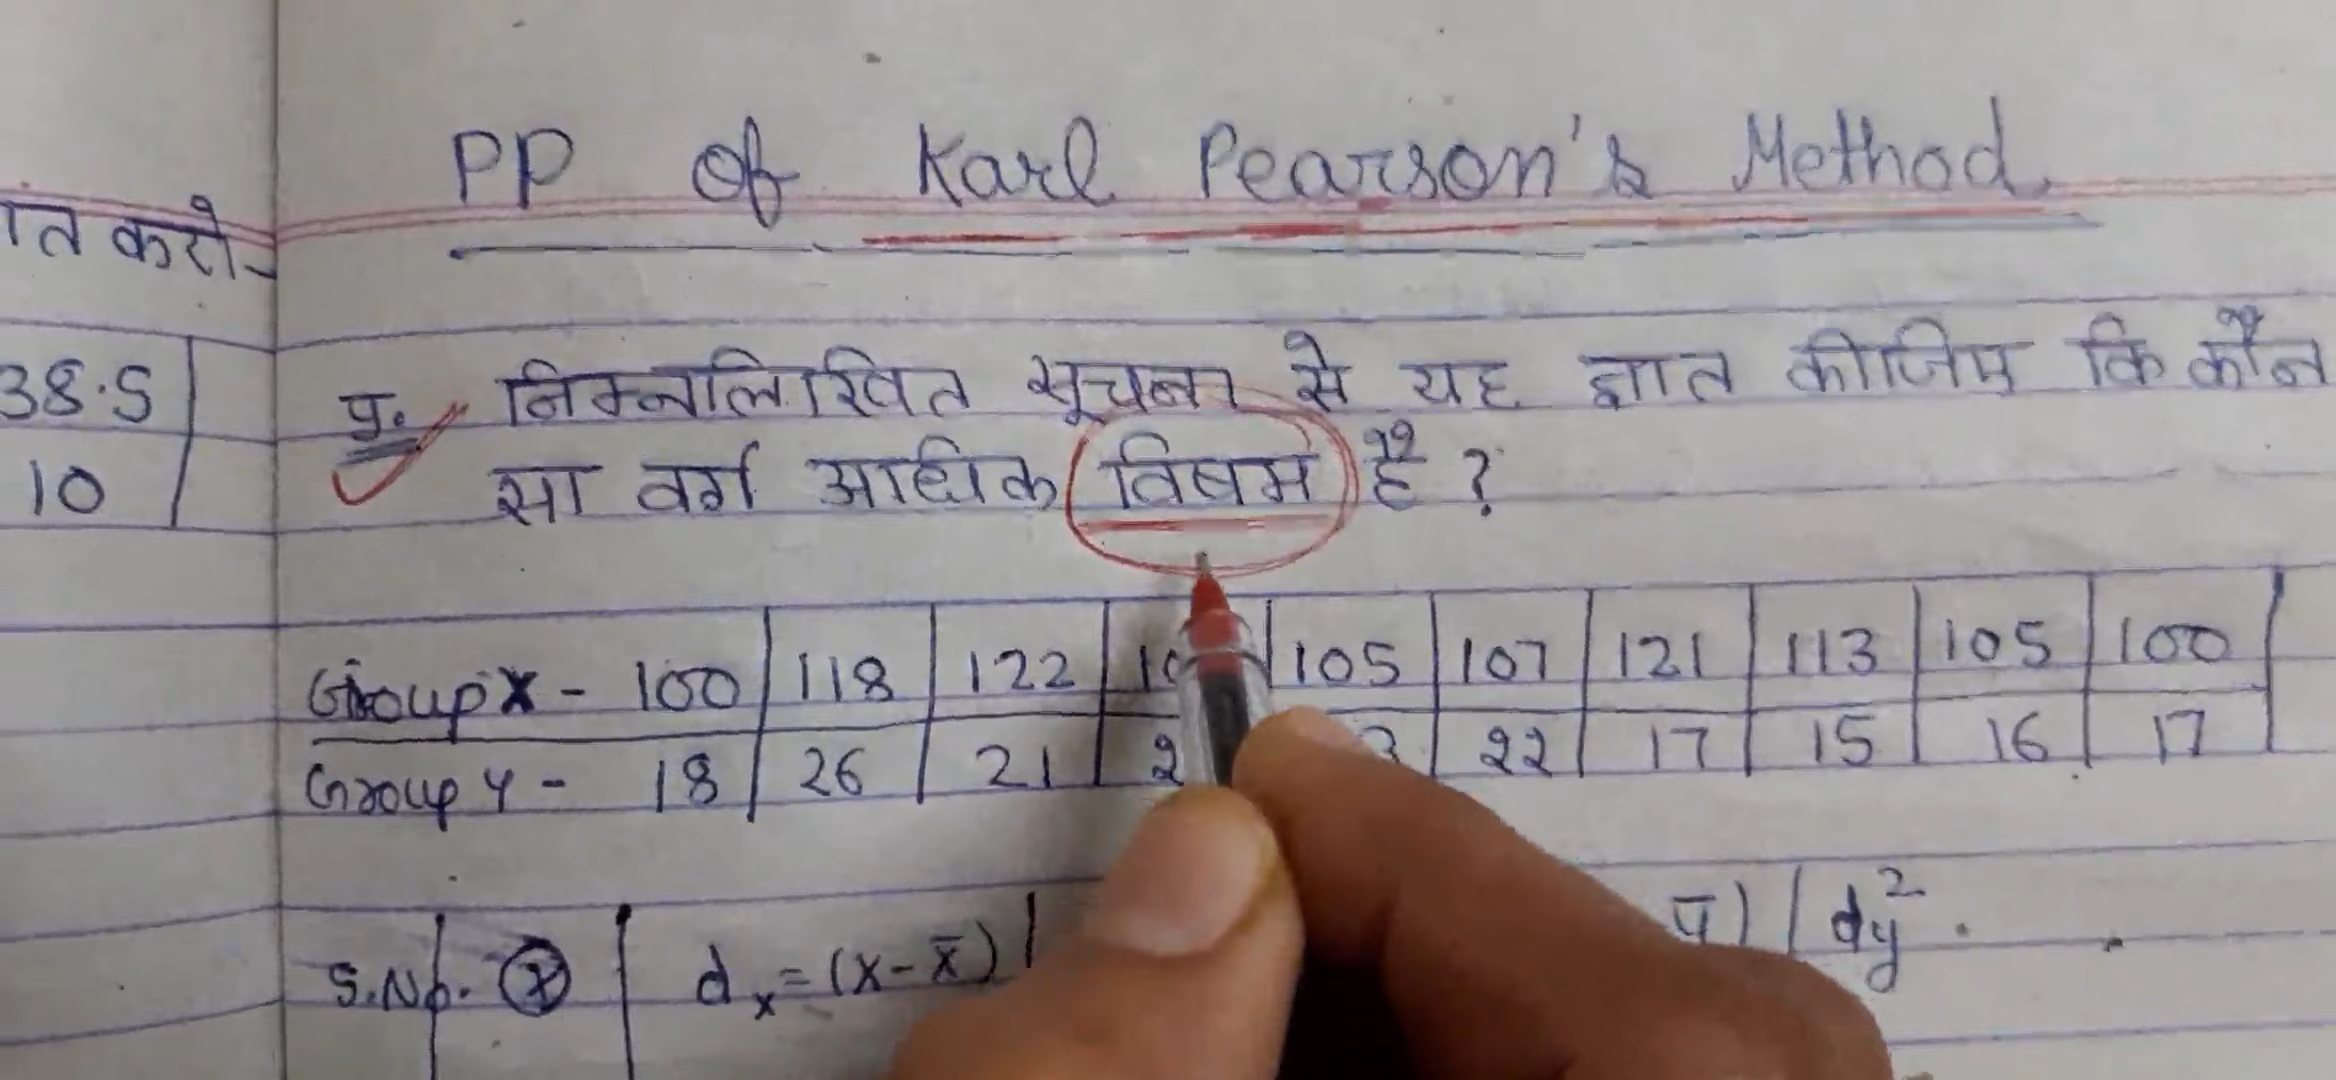 PP of Karl Pearson's Method.
ात करो-
38.5
10
प्र. निम्नलिखित सूचना से यह ज्ञात कीजिए कि कौन
सा वर्ग अधिक विषम है ?
Group X - 100 118 122 105 107 121 113 105 100
Group Y - 18 26 21 22 17 15 16 17
S.No. X dx = (x - x̄) dy²